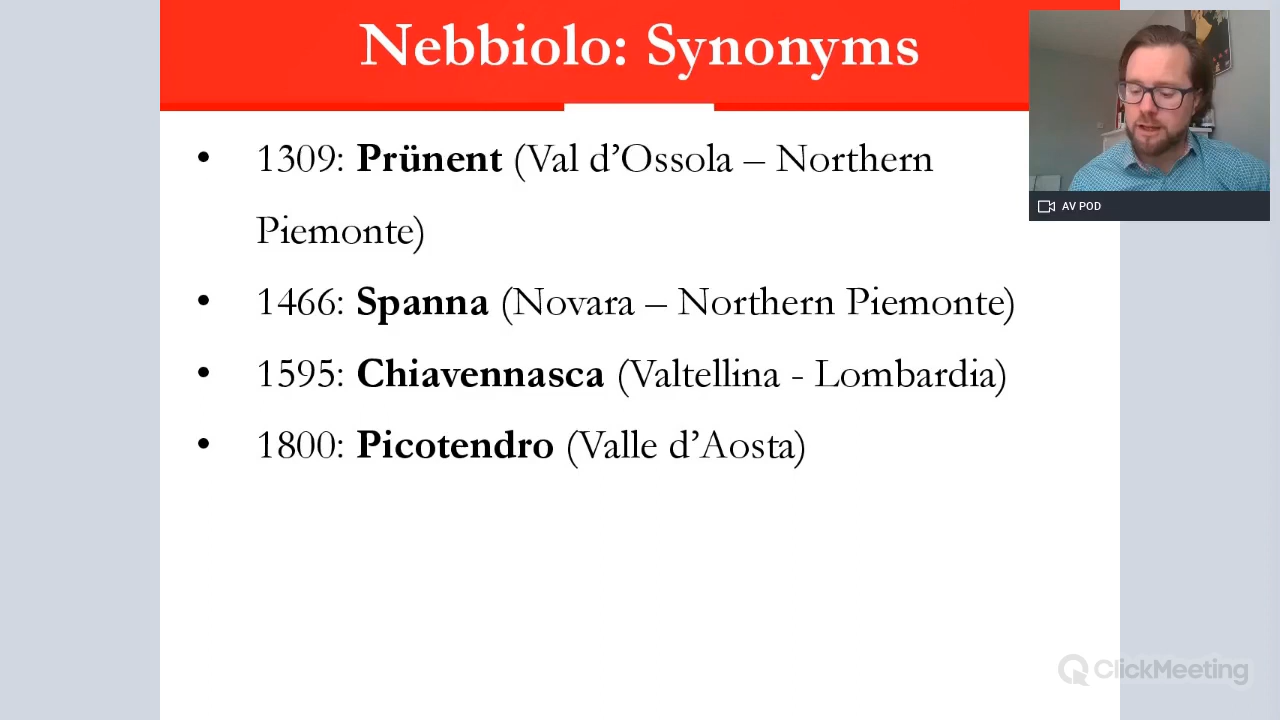 Nebbiolo: Synonyms
• 1309: Prünent (Val d’Ossola – Northern
Piemonte)
• 1466: Spanna (Novara – Northern Piemonte)
• 1595: Chiavennasca (Valtellina - Lombardia)
• 1800: Picotendro (Valle d’Aosta)
AV POD
ClickMeeting